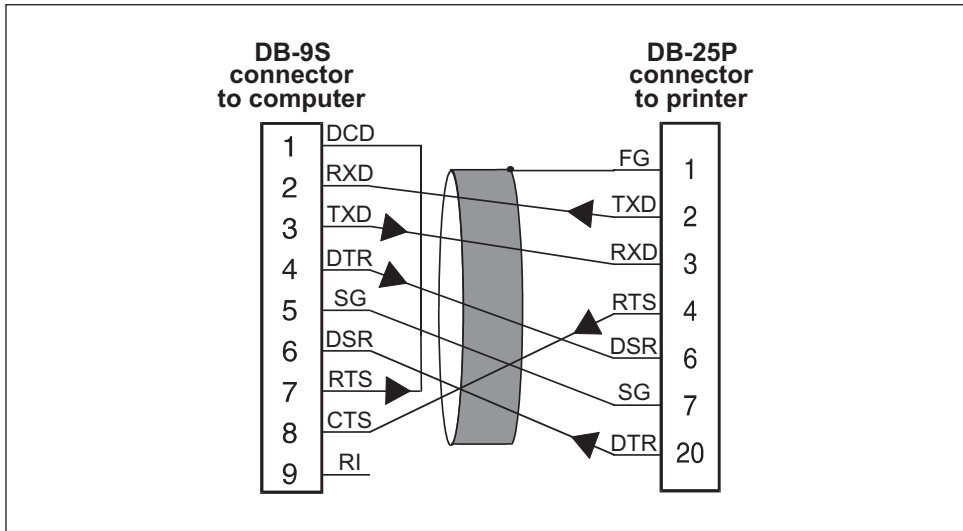 DB-9S
connector
to computer
DB-25P
connector
to printer
1 DCD
2 RXD
3 TXD
4 DTR
5 SG
6 DSR
7 RTS
8 CTS
9 RI
FG 1
TXD 2
RXD 3
RTS 4
DSR 6
SG 7
DTR 20